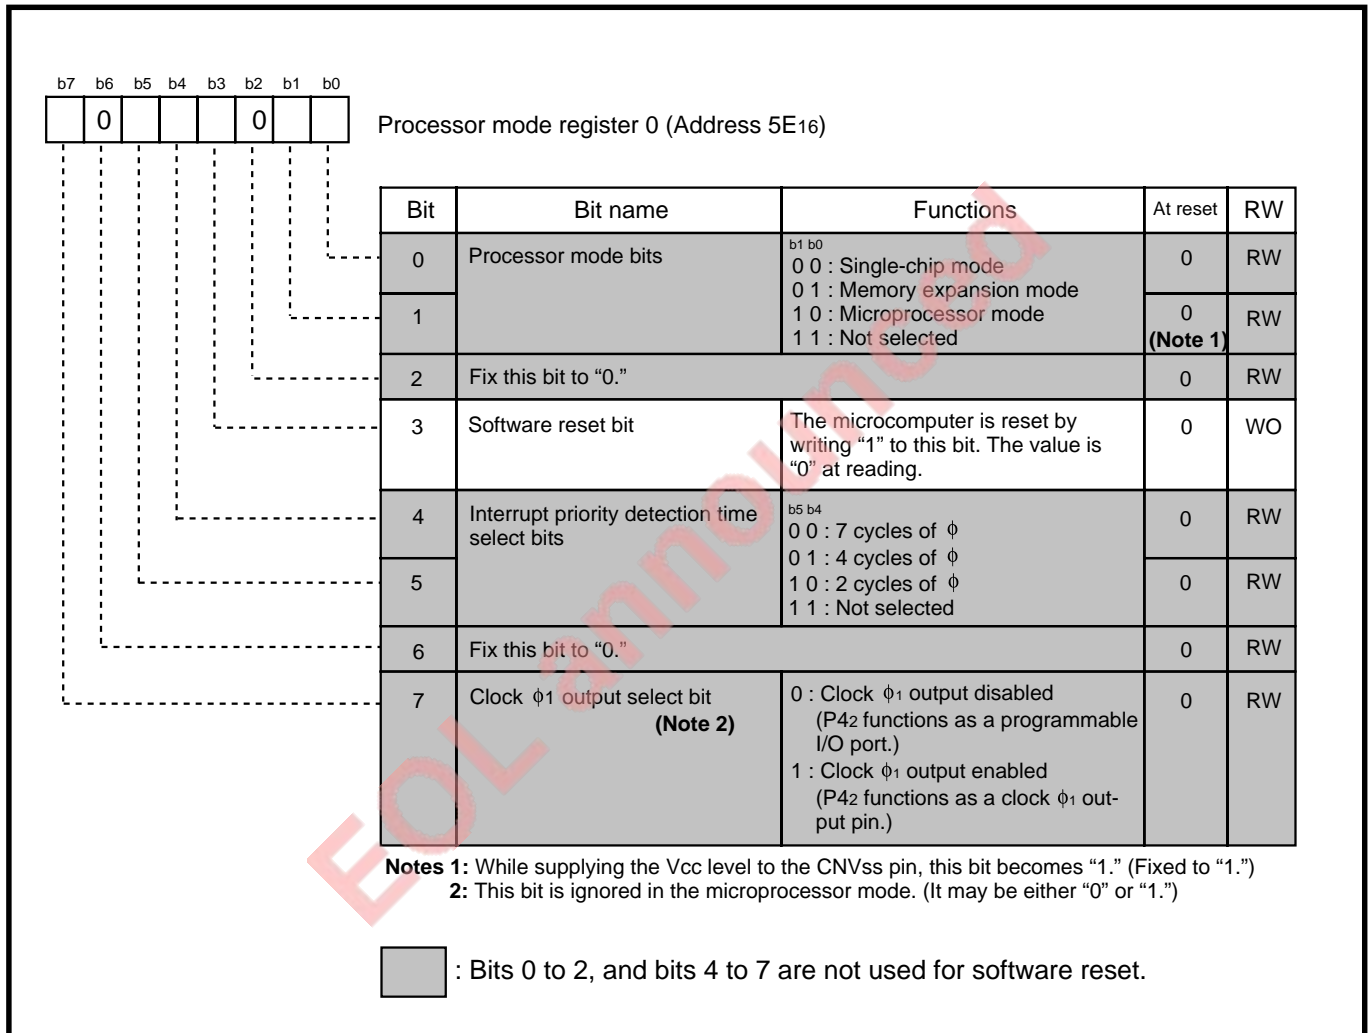 b7 b6 b5 b4 b3 b2 b1 b0
0 0
Processor mode register 0 (Address 5E16)
Bit Bit name Functions At reset RW
0 Processor mode bits b1 b0 0 RW
0 0 : Single-chip mode
0 1 : Memory expansion mode
1 1 0 : Microprocessor mode 0 RW
1 1 : Not selected (Note 1)
2 Fix this bit to “0.” 0 RW
3 Software reset bit The microcomputer is reset by 0 WO
writing “1” to this bit. The value is
“0” at reading.
4 Interrupt priority detection time b5 b4 0 RW
select bits 0 0 : 7 cycles of ϕ
0 1 : 4 cycles of ϕ
5 1 0 : 2 cycles of ϕ 0 RW
1 1 : Not selected
6 Fix this bit to “0.” 0 RW
7 Clock ϕ1 output select bit 0 : Clock ϕ1 output disabled 0 RW
(Note 2) (P42 functions as a programmable
I/O port.)
1 : Clock ϕ1 output enabled
(P42 functions as a clock ϕ1 out-
put pin.)
Notes 1: While supplying the Vcc level to the CNVss pin, this bit becomes “1.” (Fixed to “1.”)
2: This bit is ignored in the microprocessor mode. (It may be either “0” or “1.”)
: Bits 0 to 2, and bits 4 to 7 are not used for software reset.
EOL announced